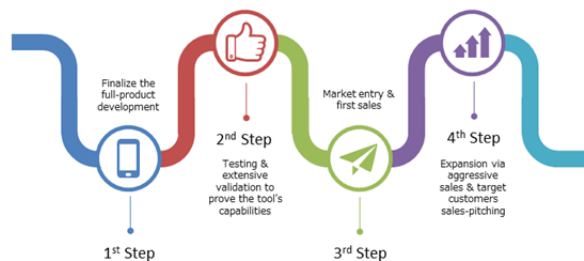 Finalize the
full-product
development
1st Step
2nd Step
Testing &
extensive
validation to
prove the tool's
capabilities
Market entry &
first sales
3rd Step
4th Step
Expansion via
aggressive
sales & target
customers
sales-pitching